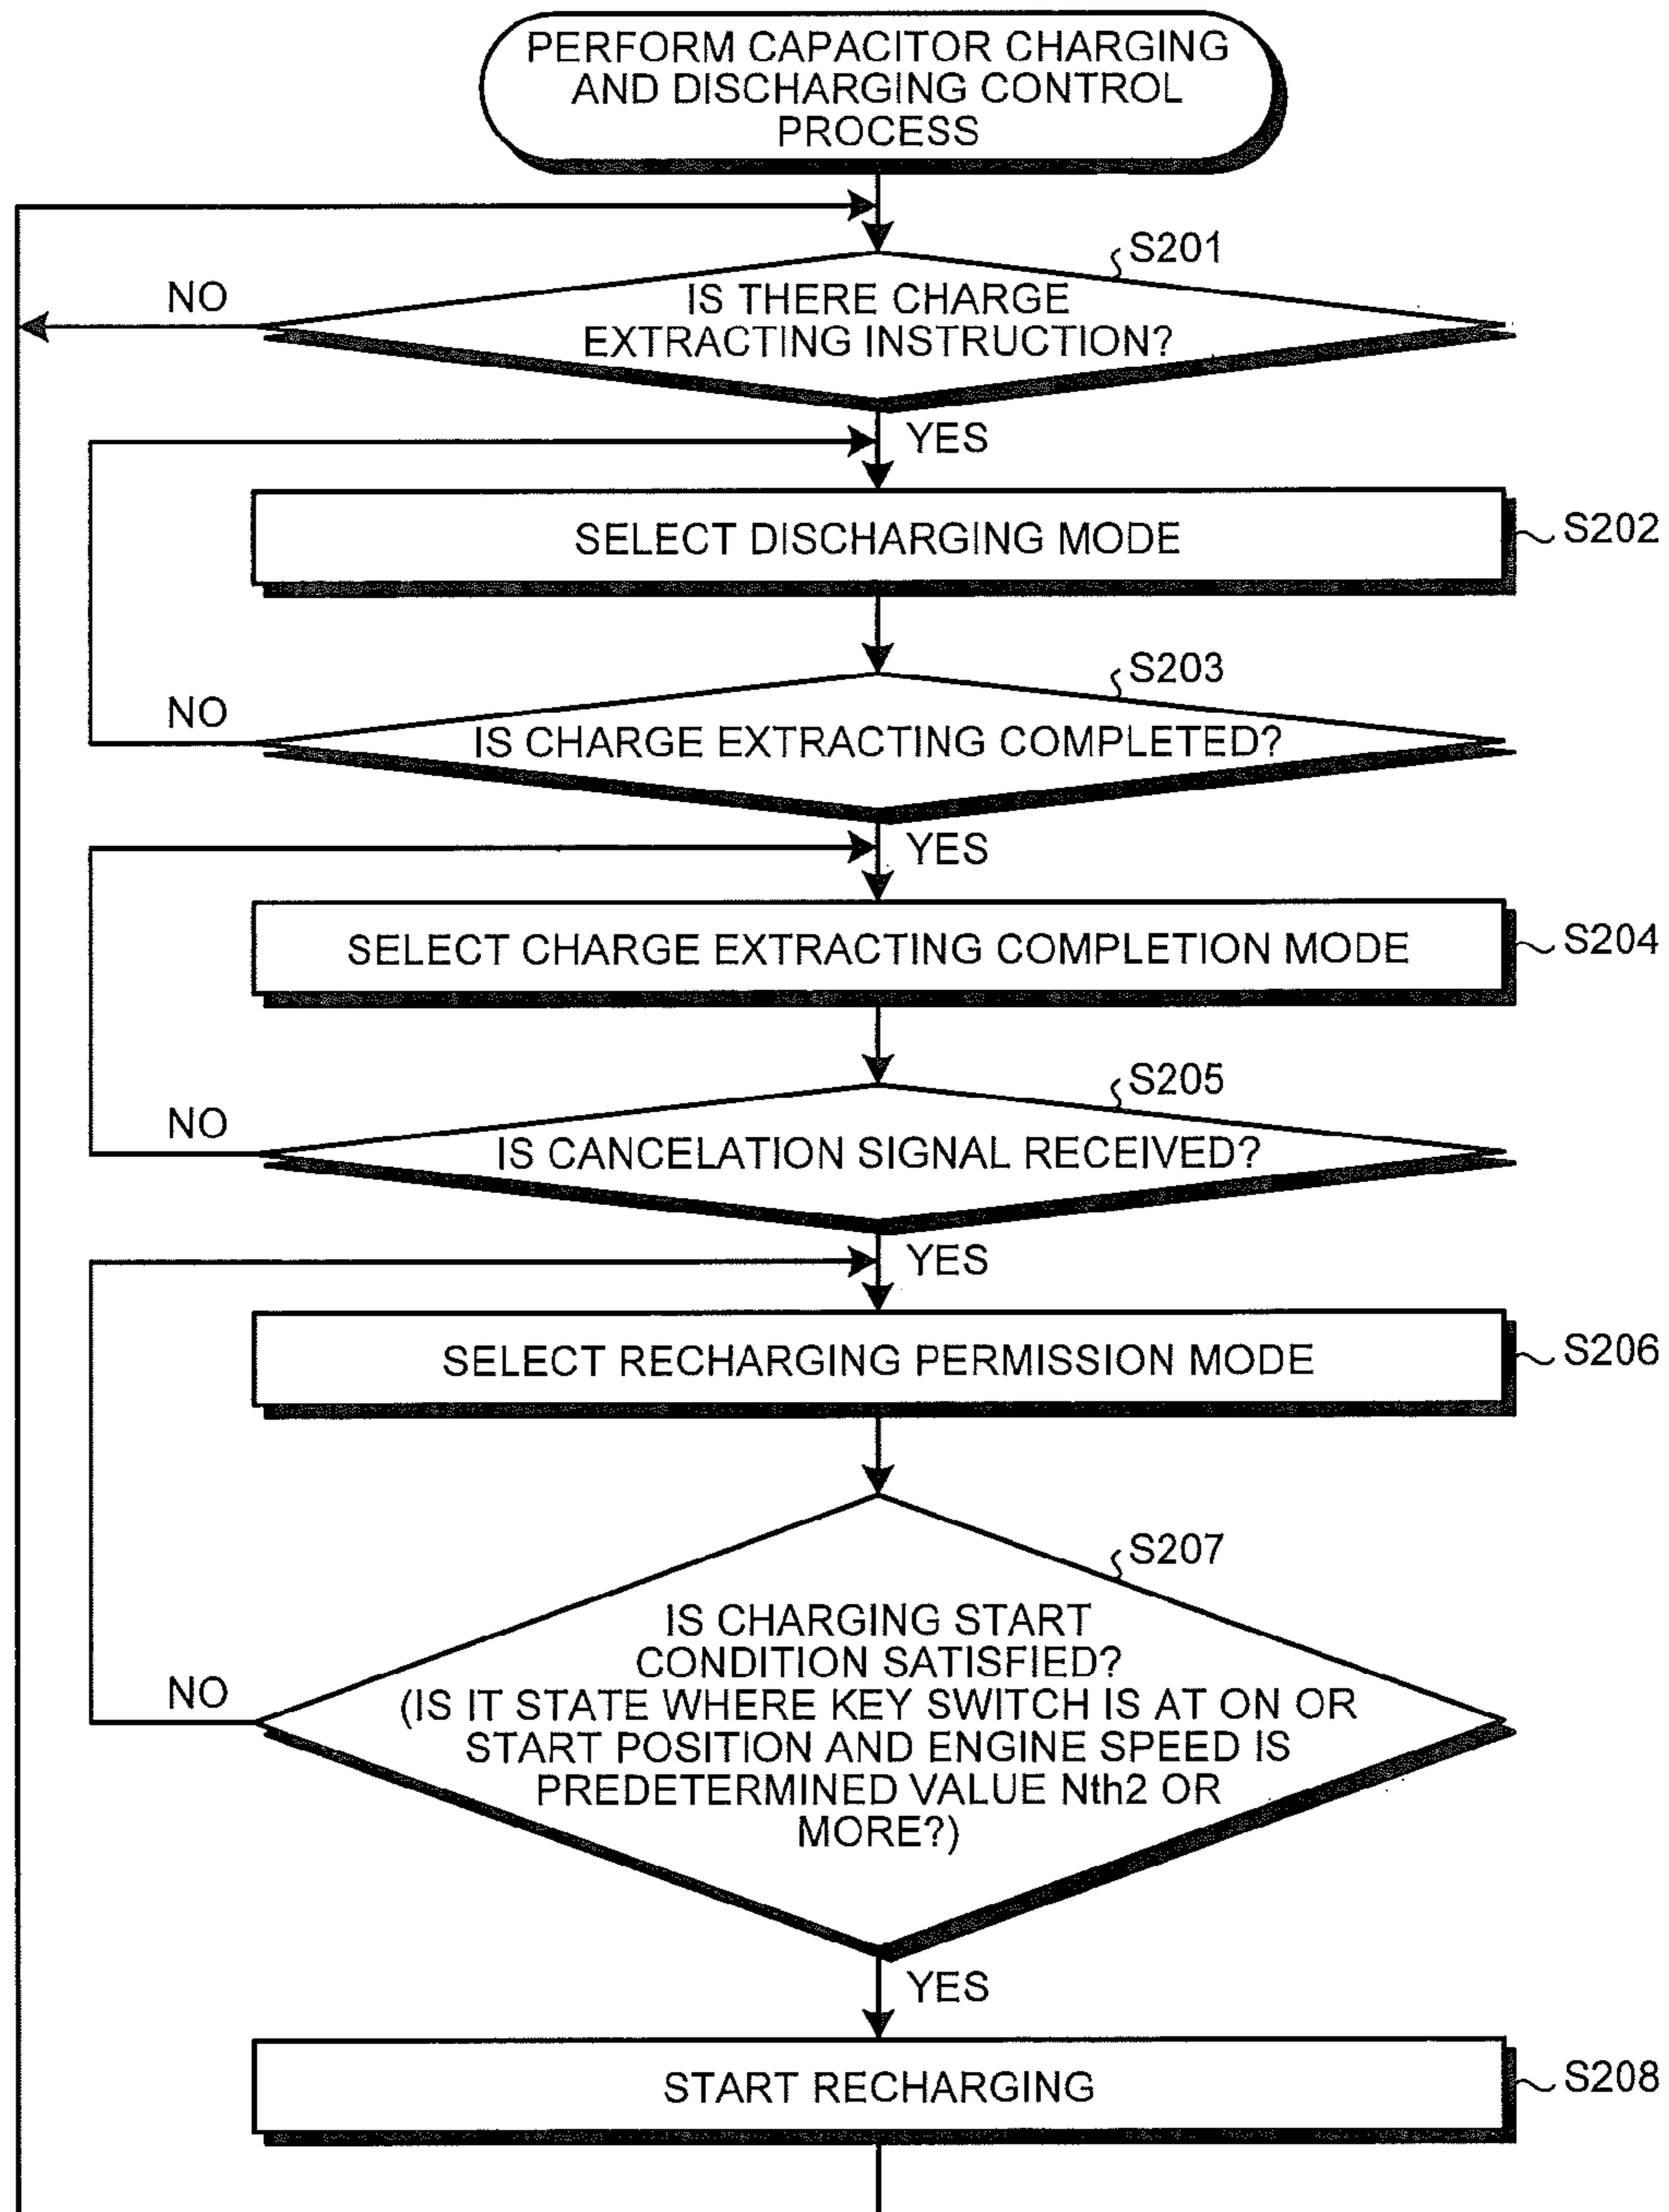 PERFORM CAPACITOR CHARGING
AND DISCHARGING CONTROL
PROCESS
S201
NO
IS THERE CHARGE
EXTRACTING INSTRUCTION?
YES
SELECT DISCHARGING MODE
S202
S203
NO
IS CHARGE EXTRACTING COMPLETED?
YES
SELECT CHARGE EXTRACTING COMPLETION MODE
S204
S205
NO
IS CANCELATION SIGNAL RECEIVED?
YES
SELECT RECHARGING PERMISSION MODE
S206
S207
IS CHARGING START
CONDITION SATISFIED?
NO
(IS IT STATE WHERE KEY SWITCH IS AT ON OR
START POSITION AND ENGINE SPEED IS
PREDETERMINED VALUE Nth2 OR
MORE?)
YES
START RECHARGING
S208